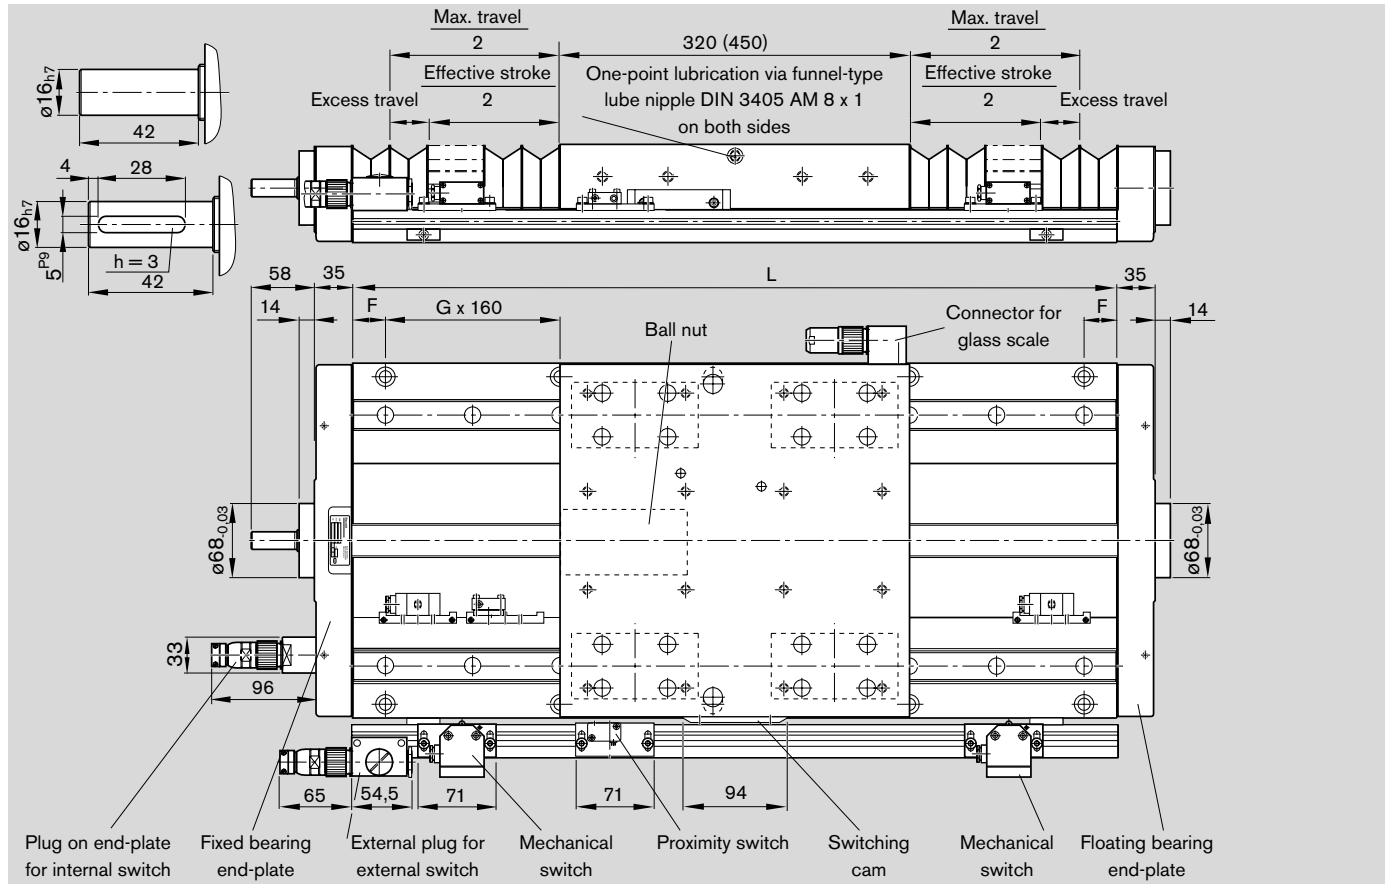 Max. travel
2
320 (450)
Max. travel
2
Effective stroke
2
One-point lubrication via funnel-type
lube nipple DIN 3405 AM 8 x 1
on both sides
Effective stroke
2
Excess travel
Excess travel
ø16h7
42
4
28
ø16h7
5P9
h = 3
42
58
35
L
35
14
F
G x 160
F
14
Ball nut
Connector for
glass scale
ø68-0,03
ø68-0,03
33
96
65
54,5
71
71
94
Plug on end-plate
for internal switch
Fixed bearing
end-plate
External plug for
external switch
Mechanical
switch
Proximity switch
Switching
cam
Mechanical
switch
Floating bearing
end-plate